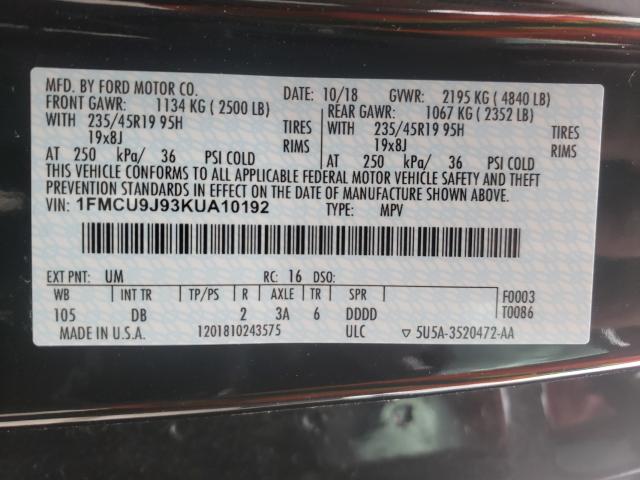 MFD. BY FORD MOTOR CO. DATE: 10/18 GVWR: 2195 KG ( 4840 LB)
FRONT GAWR: 1134 KG ( 2500 LB) REAR GAWR: 1067 KG ( 2352 LB)
WITH 235/45R19 95H TIRES WITH 235/45R19 95H TIRES
19x8J RIMS 19x8J RIMS
AT 250 kPa/ 36 PSI COLD AT 250 kPa/ 36 PSI COLD
THIS VEHICLE CONFORMS TO ALL APPLICABLE FEDERAL MOTOR VEHICLE SAFETY AND THEFT
PREVENTION STANDARDS IN EFFECT ON THE DATE OF MANUFACTURE SHOWN ABOVE.
VIN: 1FMCU9J93KUA10192 TYPE: MPV
EXT PNT: UM RC: 16 DSO:
WB INT TR TP/PS R AXLE TR SPR F0003
105 DB 2 3A 6 DDDD T0086
MADE IN U.S.A. 1201810243575 ULC ▽ 5U5A-3520472-AA